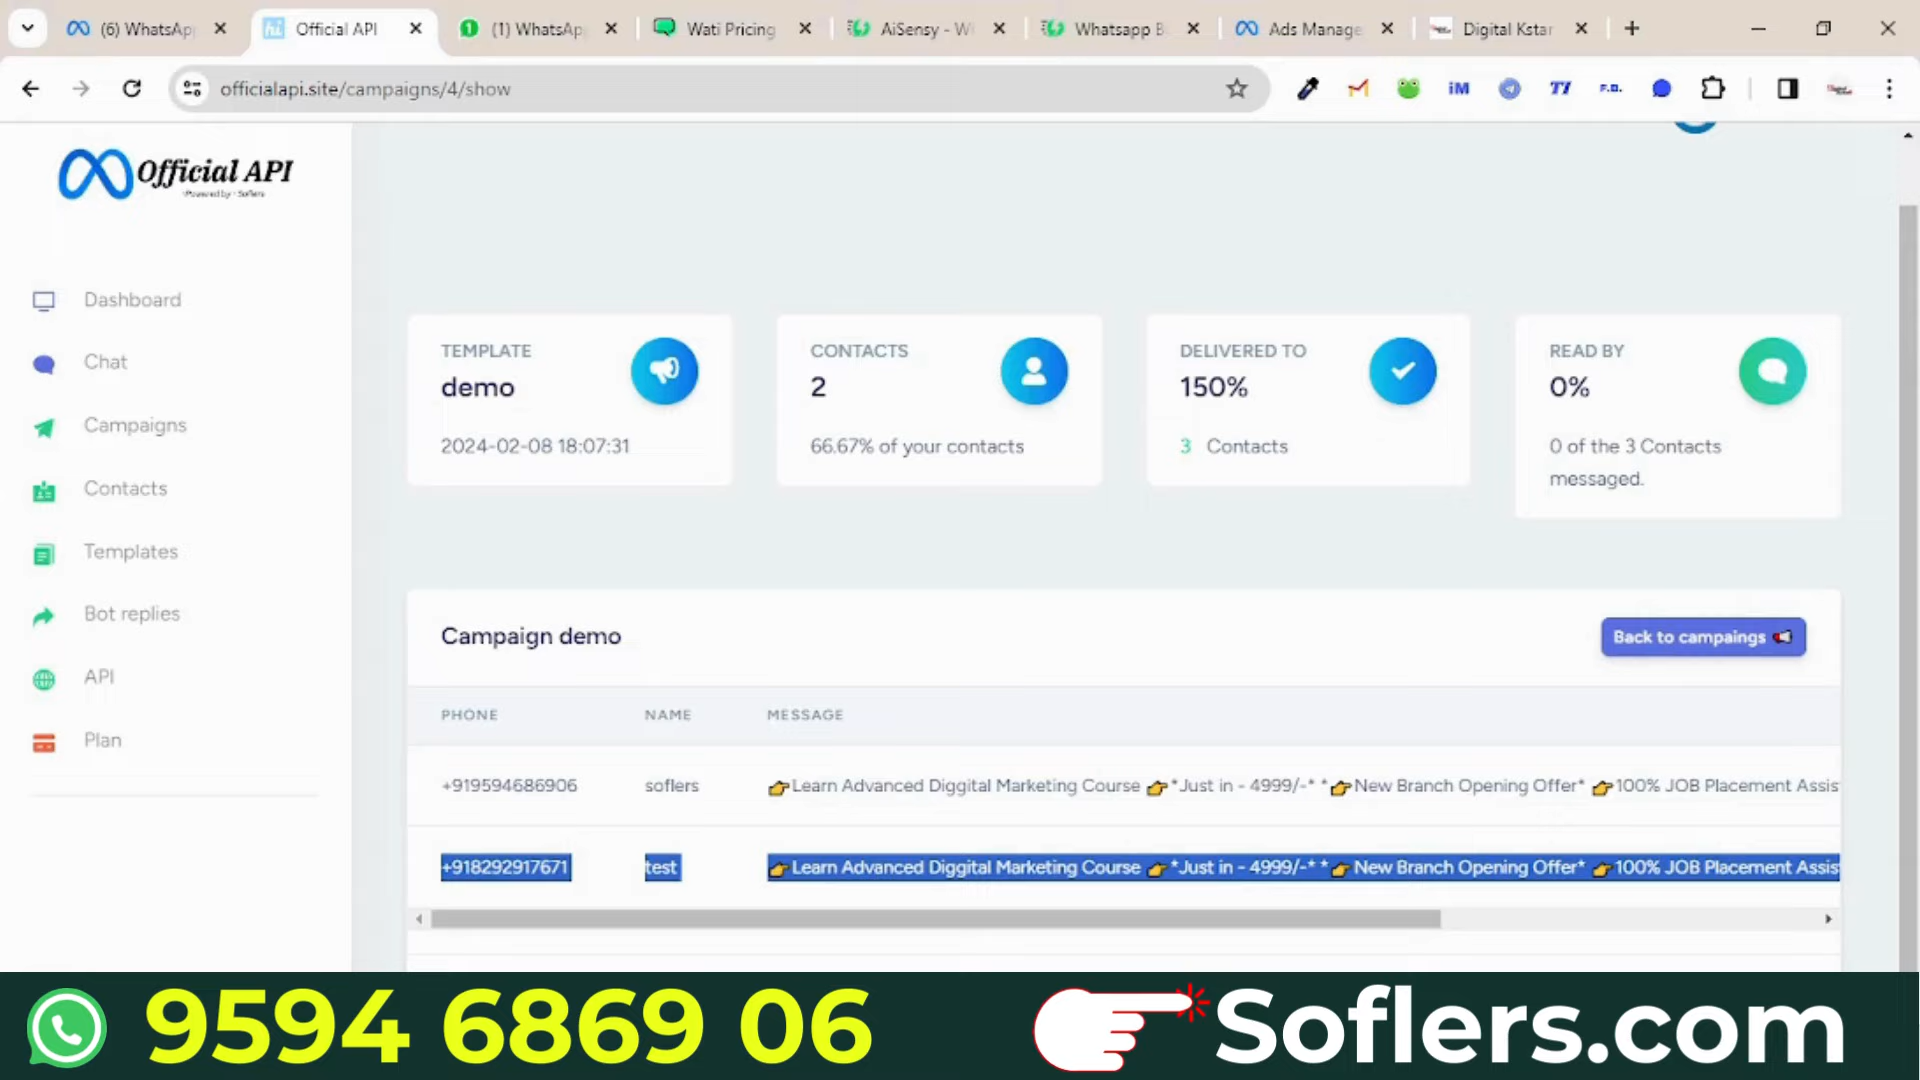 (6) WhatsAp
Official API
(1) WhatsAp
Wati Pricing
AiSensy - W
Whatsapp B
Ads Manage
Digital Kstar
officialapi.site/campaigns/4/show
iM
TI
F.B.
Official API
Powered by - Soflers
Dashboard
Chat
Campaigns
Contacts
Templates
Bot replies
API
Plan
TEMPLATE
demo
2024-02-08 18:07:31
CONTACTS
2
66.67% of your contacts
DELIVERED TO
150%
3 Contacts
READ BY
0%
0 of the 3 Contacts
messaged.
Campaign demo
Back to campaings
PHONE NAME MESSAGE
+919594686906 soflers 👉Learn Advanced Diggital Marketing Course 👉*Just in - 4999/-* *👉New Branch Opening Offer* 👉100% JOB Placement Assis
+918292917671 test 👉Learn Advanced Diggital Marketing Course 👉*Just in - 4999/-* *👉New Branch Opening Offer* 👉100% JOB Placement Assis
9594 6869 06
Soflers.com